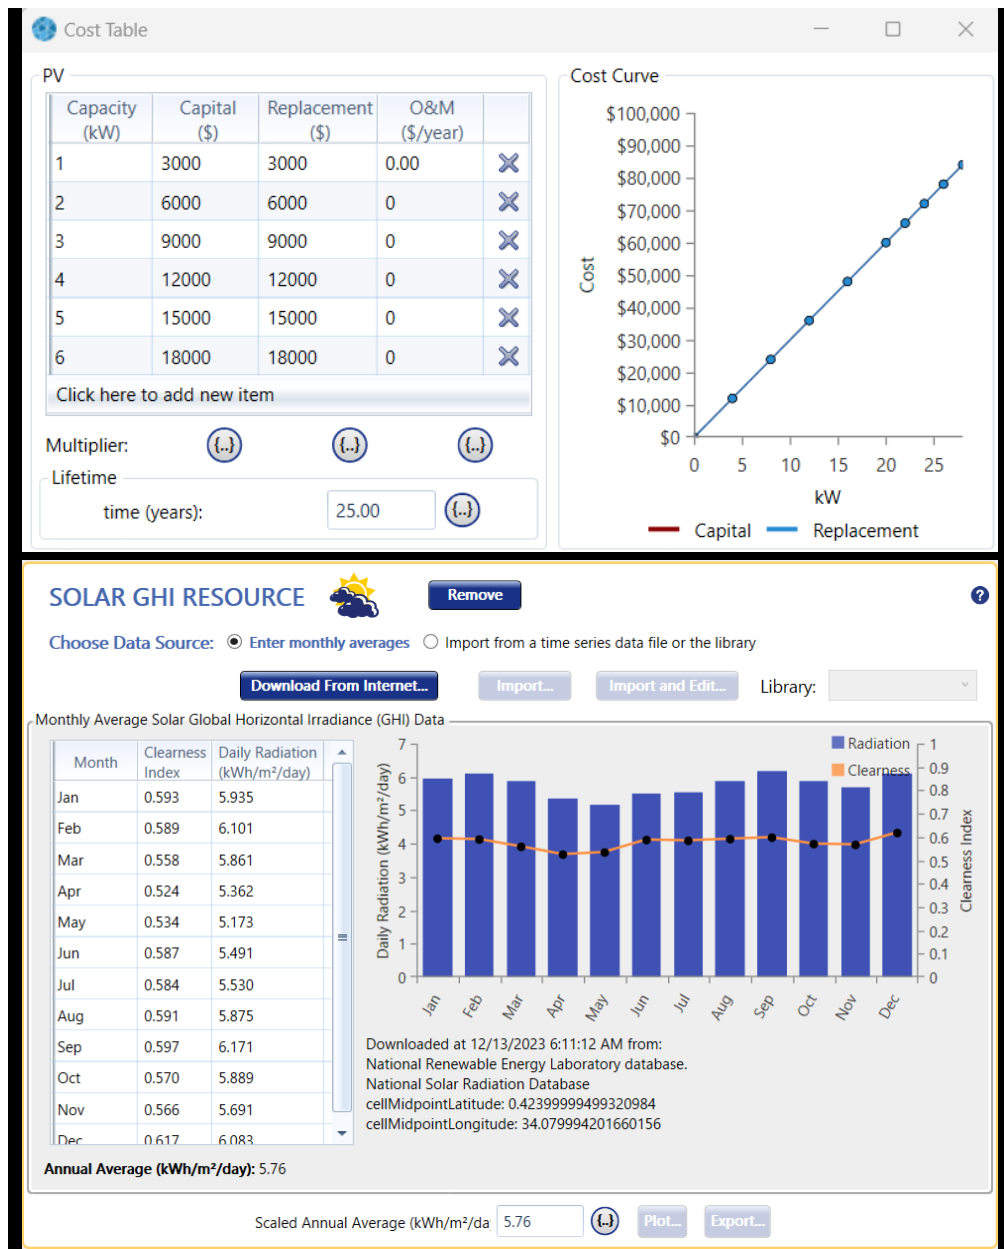 Cost Table
PV
Capacity (kW) Capital ($) Replacement ($) O&M ($/year)
1 3000 3000 0.00
2 6000 6000 0
3 9000 9000 0
4 12000 12000 0
5 15000 15000 0
6 18000 18000 0
Click here to add new item
Multiplier: {..} {..} {..}
Lifetime
time (years): 25.00 {..}
Cost Curve
$100,000
$90,000
$80,000
$70,000
$60,000
$50,000
$40,000
$30,000
$20,000
$10,000
$0
Cost
0 5 10 15 20 25
kW
Capital Replacement
SOLAR GHI RESOURCE Remove ?
Choose Data Source: Enter monthly averages Import from a time series data file or the library
Download From Internet... Import... Import and Edit... Library:
Monthly Average Solar Global Horizontal Irradiance (GHI) Data
Month Clearness Index Daily Radiation (kWh/m²/day)
Jan 0.593 5.935
Feb 0.589 6.101
Mar 0.558 5.861
Apr 0.524 5.362
May 0.534 5.173
Jun 0.587 5.491
Jul 0.584 5.530
Aug 0.591 5.875
Sep 0.597 6.171
Oct 0.570 5.889
Nov 0.566 5.691
Dec 0.617 6.083
Radiation
Clearness
Daily Radiation (kWh/m²/day)
7
6
5
4
3
2
1
0
Clearness Index
1
0.9
0.8
0.7
0.6
0.5
0.4
0.3
0.2
0.1
0
Jan Feb Mar Apr May Jun Jul Aug Sep Oct Nov Dec
Downloaded at 12/13/2023 6:11:12 AM from:
National Renewable Energy Laboratory database.
National Solar Radiation Database
cellMidpointLatitude: 0.42399999499320984
cellMidpointLongitude: 34.079994201660156
Annual Average (kWh/m²/day): 5.76
Scaled Annual Average (kWh/m²/da 5.76 {..} Plot... Export...